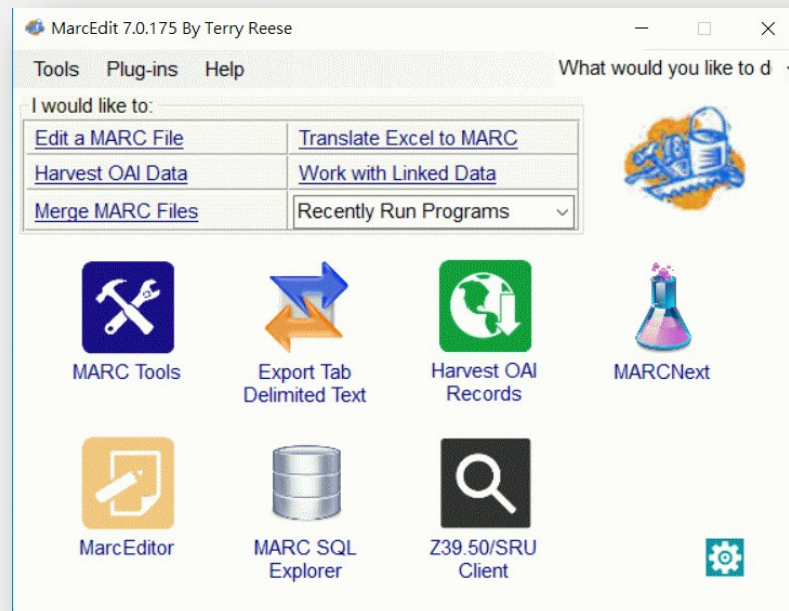 MarcEdit 7.0.175 By Terry Reese
Tools Plug-ins Help What would you like to d
I would like to:
Edit a MARC File Translate Excel to MARC
Harvest OAI Data Work with Linked Data
Merge MARC Files Recently Run Programs
MARC Tools
Export Tab
Delimited Text
Harvest OAI
Records
MARCNext
MarcEditor
MARC SQL
Explorer
Z39.50/SRU
Client